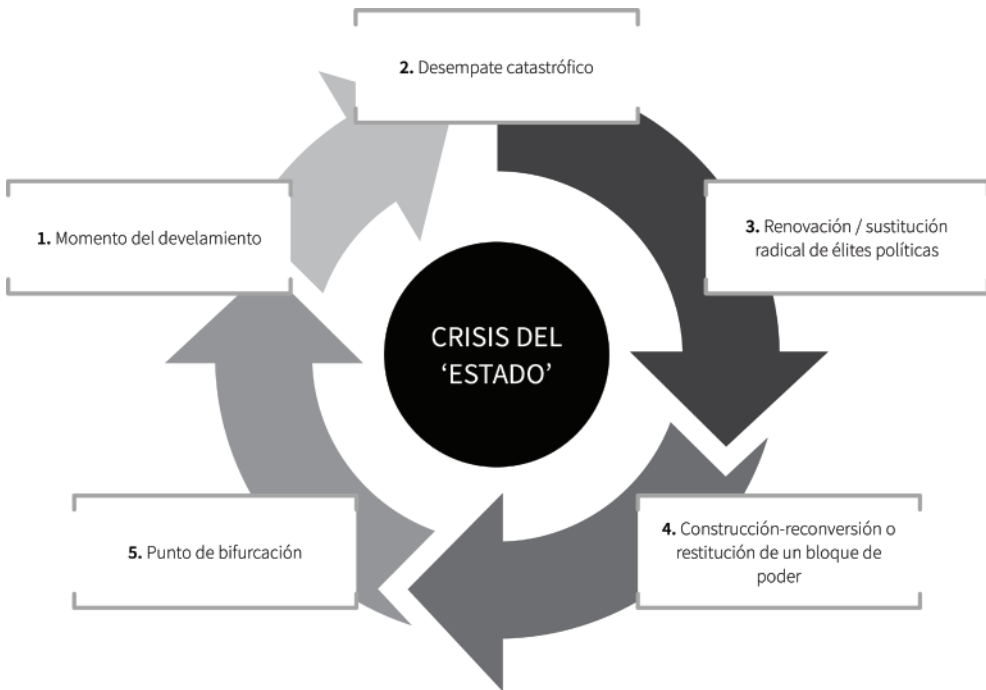 2. Desempate catastrófico
1. Momento del develamiento
3. Renovación / sustitución
radical de élites políticas
CRISIS DEL
‘ESTADO’
5. Punto de bifurcación
4. Construcción-reconversión o
restitución de un bloque de
poder